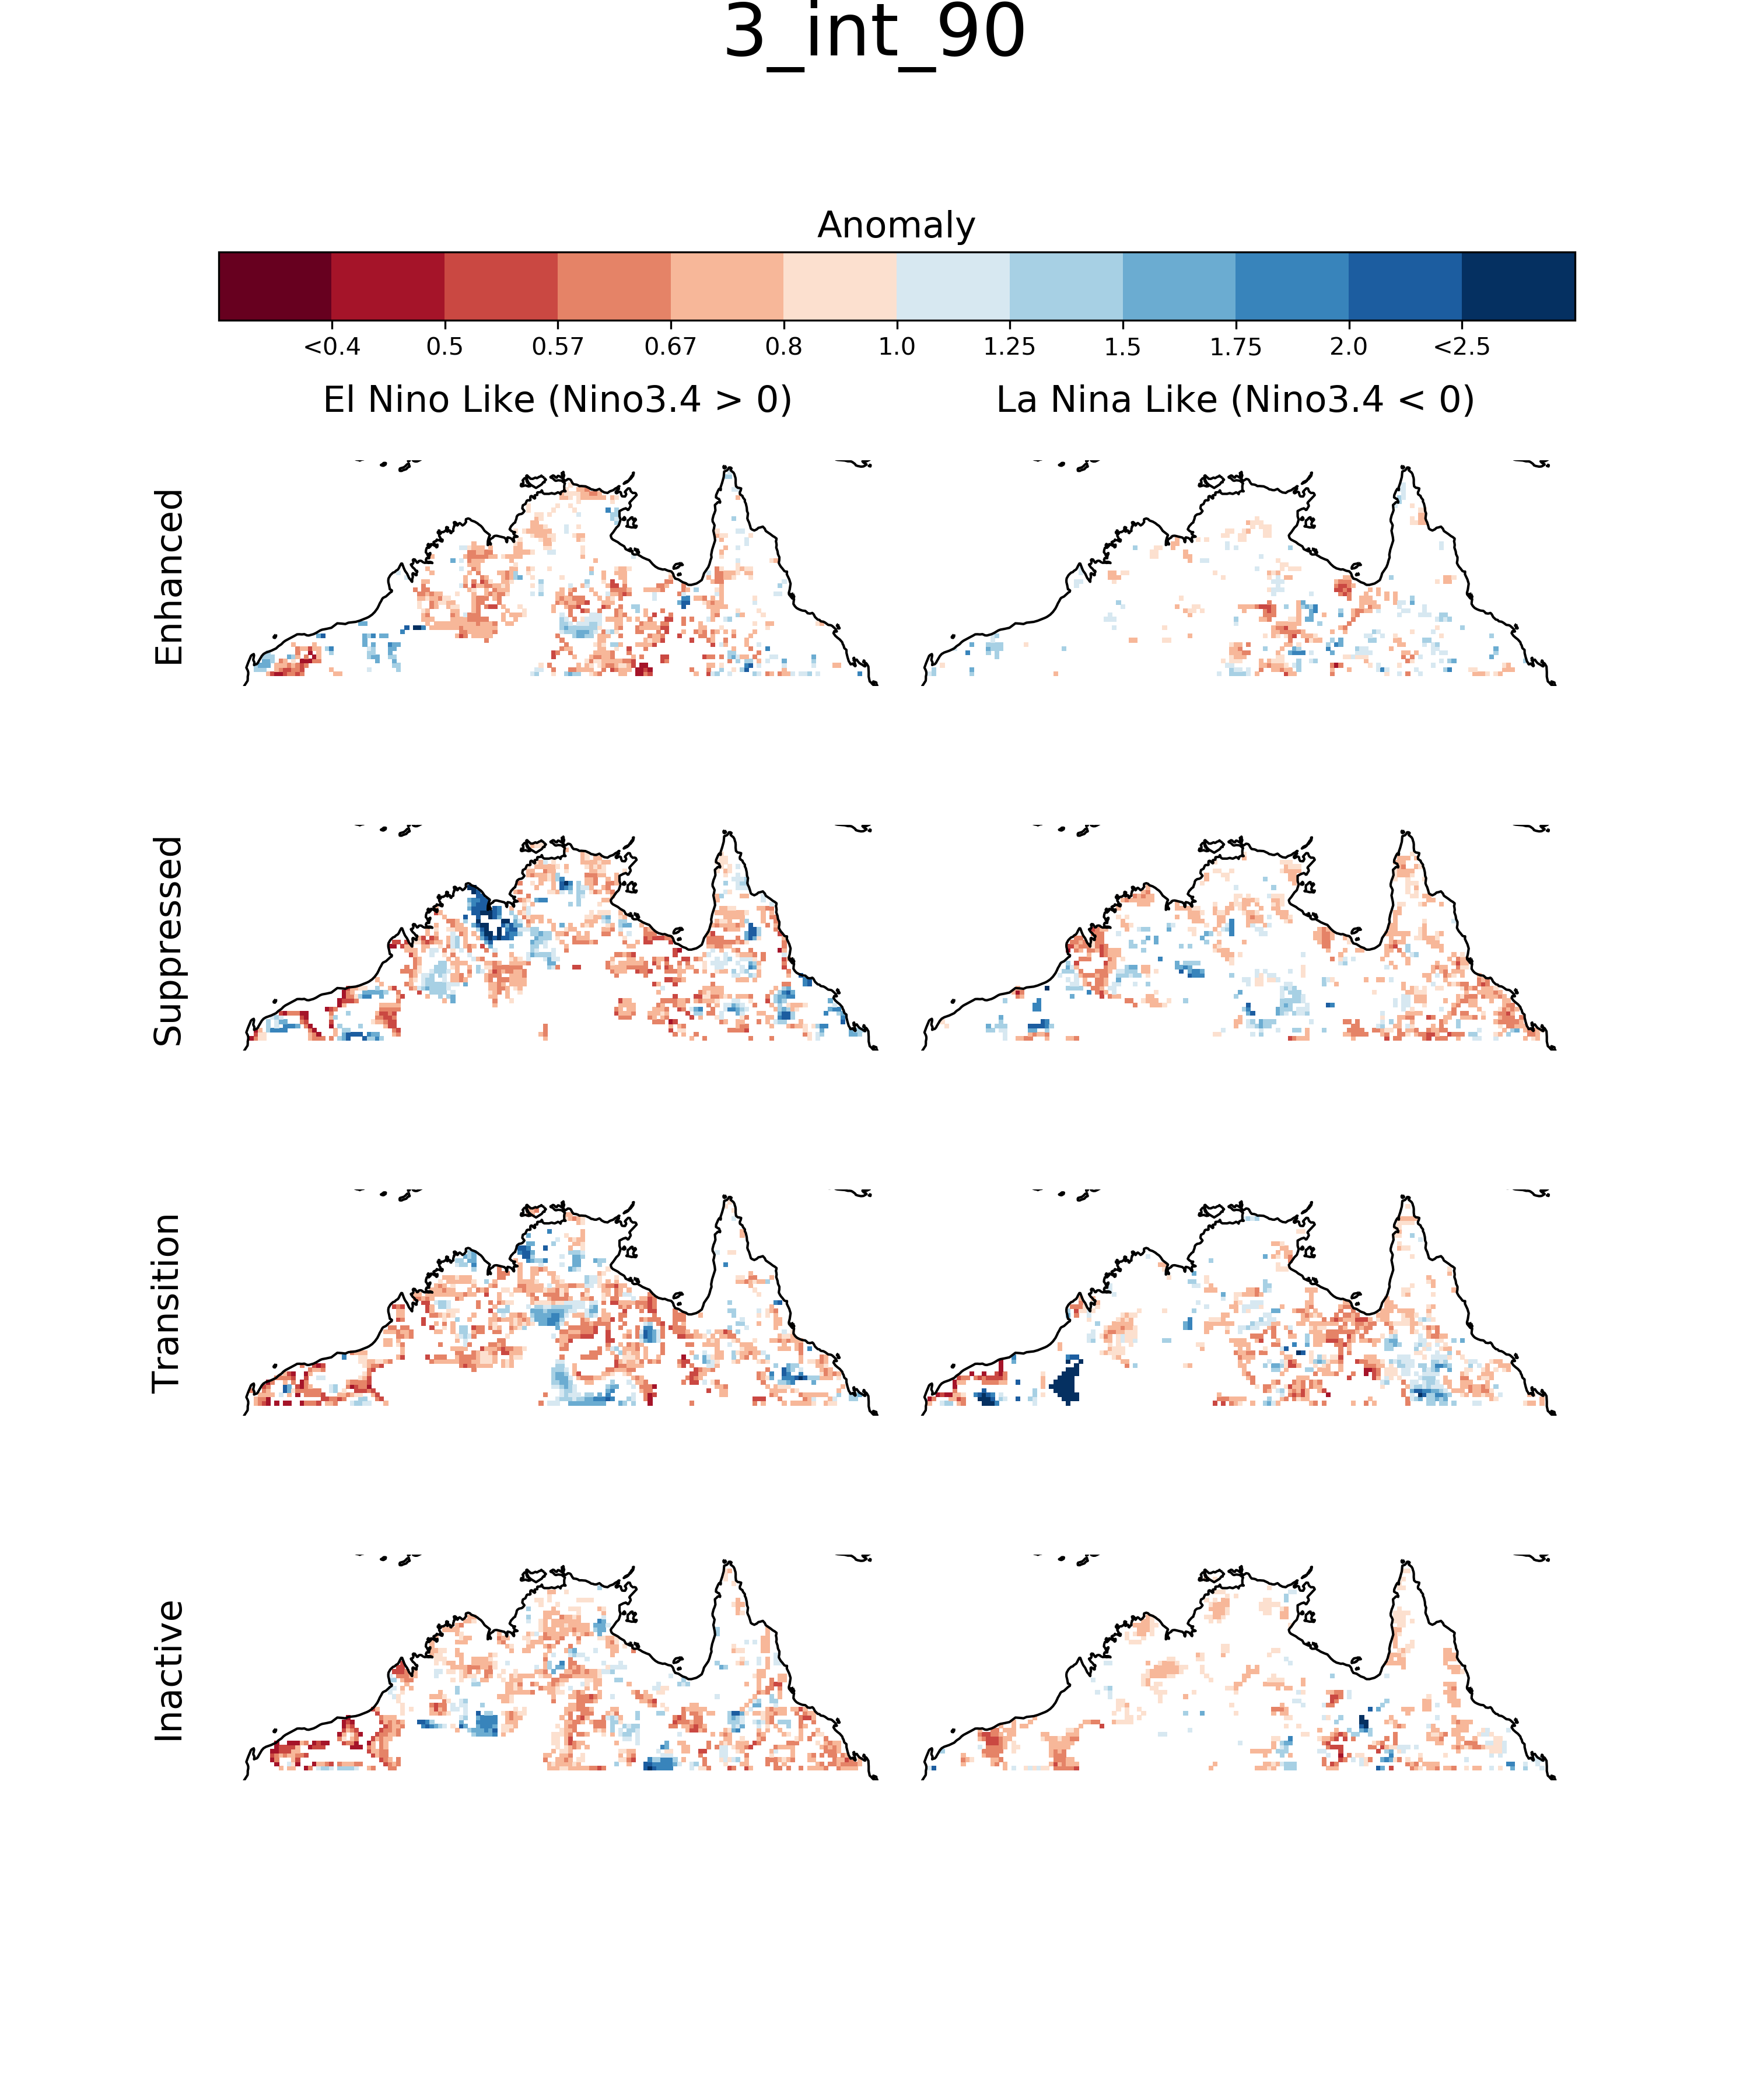 3_int_90
Anomaly
<0.4 0.5 0.57 0.67 0.8 1.0 1.25 1.5 1.75 2.0 <2.5
El Nino Like (Nino3.4 > 0) La Nina Like (Nino3.4 < 0)
Enhanced
Suppressed
Transition
Inactive